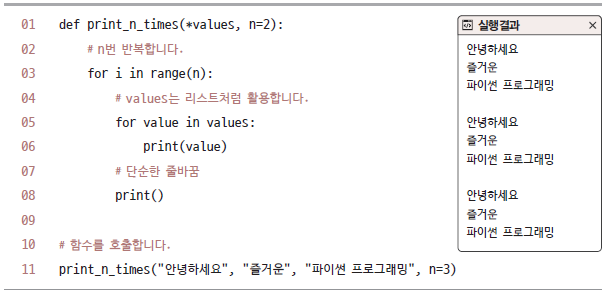 01 def print_n_times(*values, n=2):
02     # n번 반복합니다.
03     for i in range(n):
04         # values는 리스트처럼 활용합니다.
05         for value in values:
06             print(value)
07         # 단순한 줄바꿈
08         print()
09
10 # 함수를 호출합니다.
11 print_n_times("안녕하세요", "즐거운", "파이썬 프로그래밍", n=3)
실행결과 ×
안녕하세요
즐거운
파이썬 프로그래밍
안녕하세요
즐거운
파이썬 프로그래밍
안녕하세요
즐거운
파이썬 프로그래밍